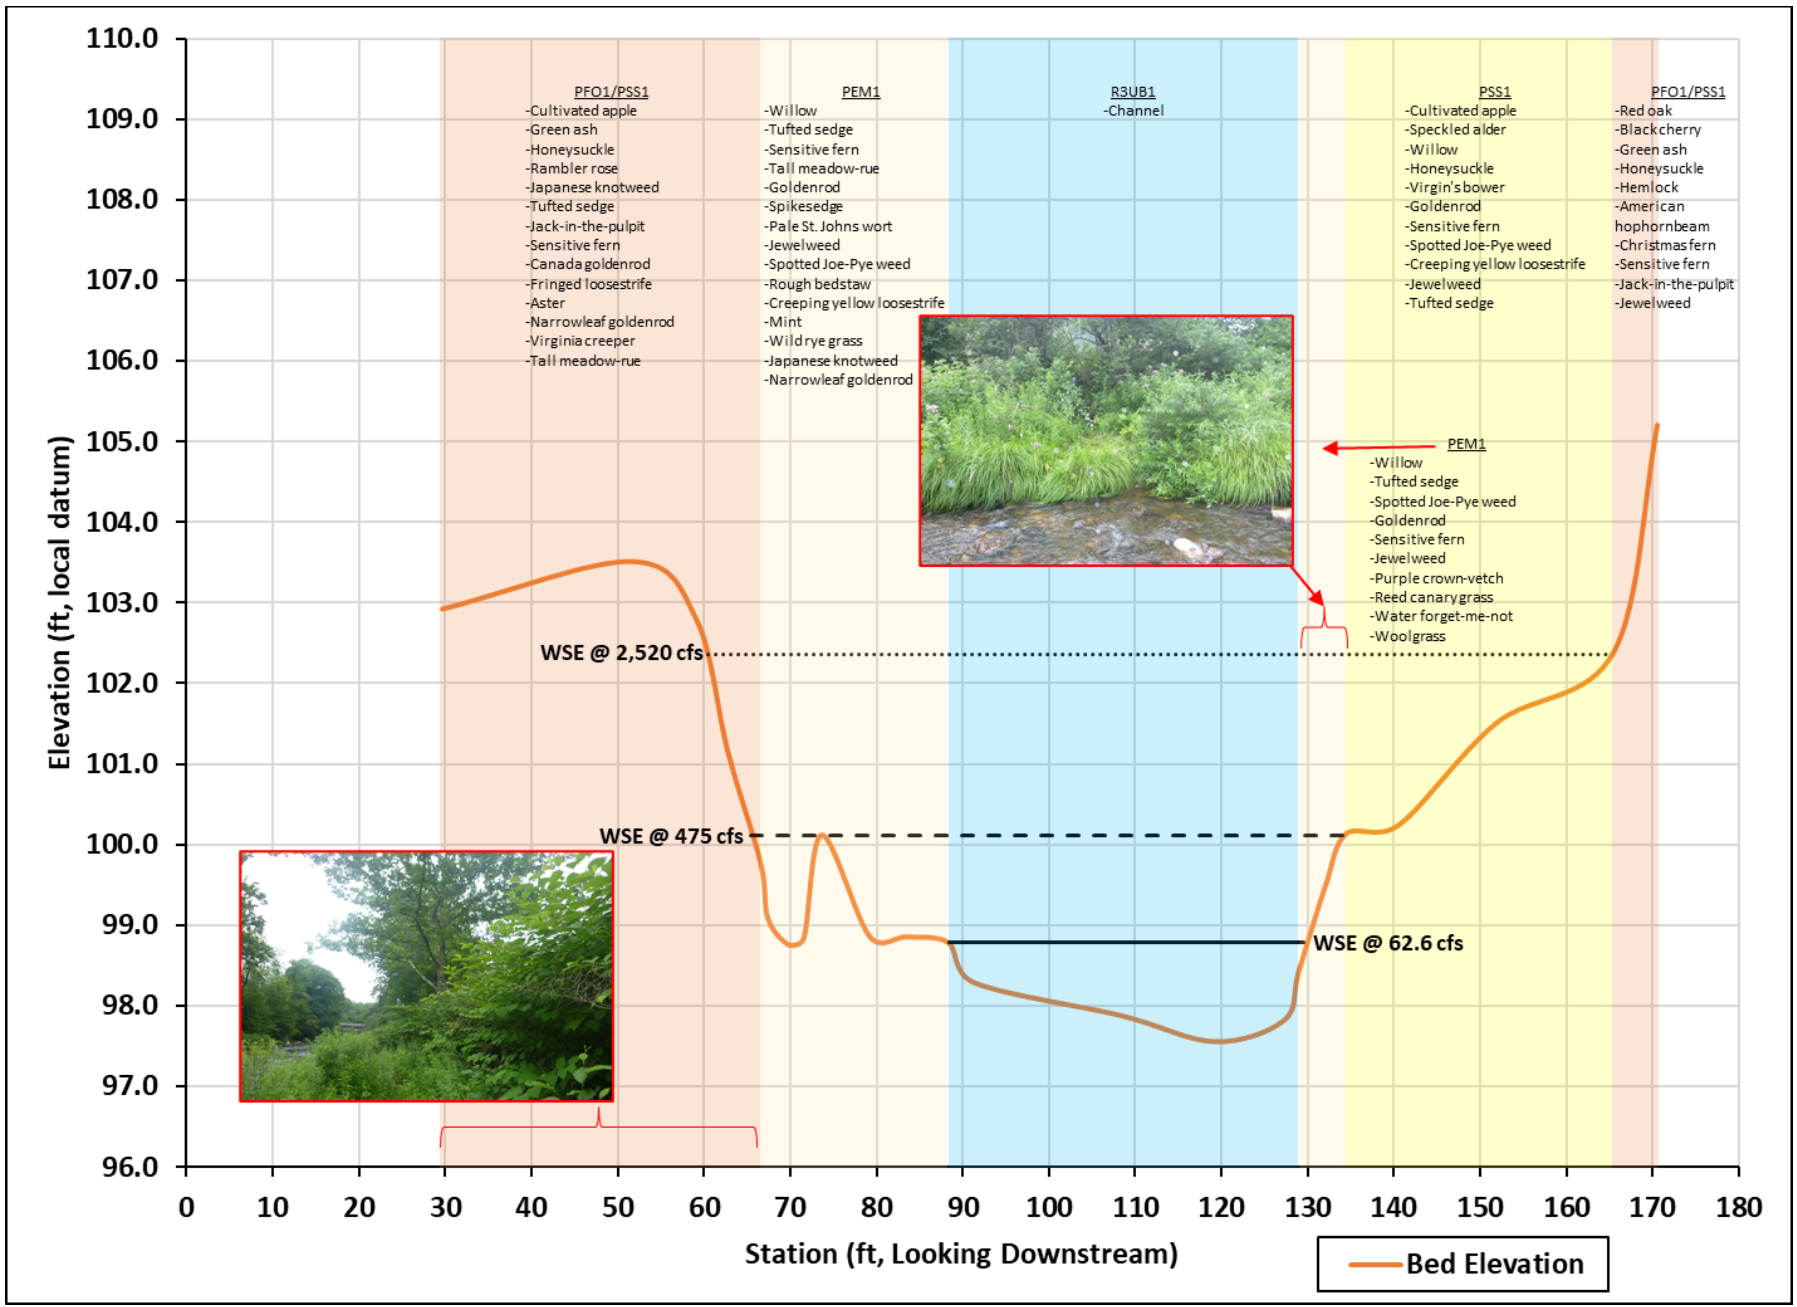 110.0
109.0
108.0
107.0
106.0
105.0
104.0
103.0
102.0
101.0
100.0
99.0
98.0
97.0
96.0
Elevation (ft, local datum)
PFO1/PSS1
-Cultivated apple
-Green ash
-Honeysuckle
-Rambler rose
-Japanese knotweed
-Tufted sedge
-Jack-in-the-pulpit
-Sensitive fern
-Canada goldenrod
-Fringed loosestrife
-Aster
-Narrowleaf goldenrod
-Virginia creeper
-Tall meadow-rue
PEM1
-Willow
-Tufted sedge
-Sensitive fern
-Tall meadow-rue
-Goldenrod
-Spikesedge
-Pale St. Johns wort
-Jewelweed
-Spotted Joe-Pye weed
-Rough bedstaw
-Creeping yellow loosestrife
-Mint
-Wild rye grass
-Japanese knotweed
-Narrowleaf goldenrod
R3UB1
-Channel
PSS1
-Cultivated apple
-Speckled alder
-Willow
-Honeysuckle
-Virgin's bower
-Goldenrod
-Sensitive fern
-Spotted Joe-Pye weed
-Creeping yellow loosestrife
-Jewelweed
-Tufted sedge
PFO1/PSS1
-Red oak
-Black cherry
-Green ash
-Honeysuckle
-Hemlock
-American
hophornbeam
-Christmas fern
-Sensitive fern
-Jack-in-the-pulpit
-Jewelweed
PEM1
-Willow
-Tufted sedge
-Spotted Joe-Pye weed
-Goldenrod
-Sensitive fern
-Jewelweed
-Purple crown-vetch
-Reed canary grass
-Water forget-me-not
-Woolgrass
WSE @ 2,520 cfs
WSE @ 475 cfs
WSE @ 62.6 cfs
0 10 20 30 40 50 60 70 80 90 100 110 120 130 140 150 160 170 180
Station (ft, Looking Downstream)
Bed Elevation